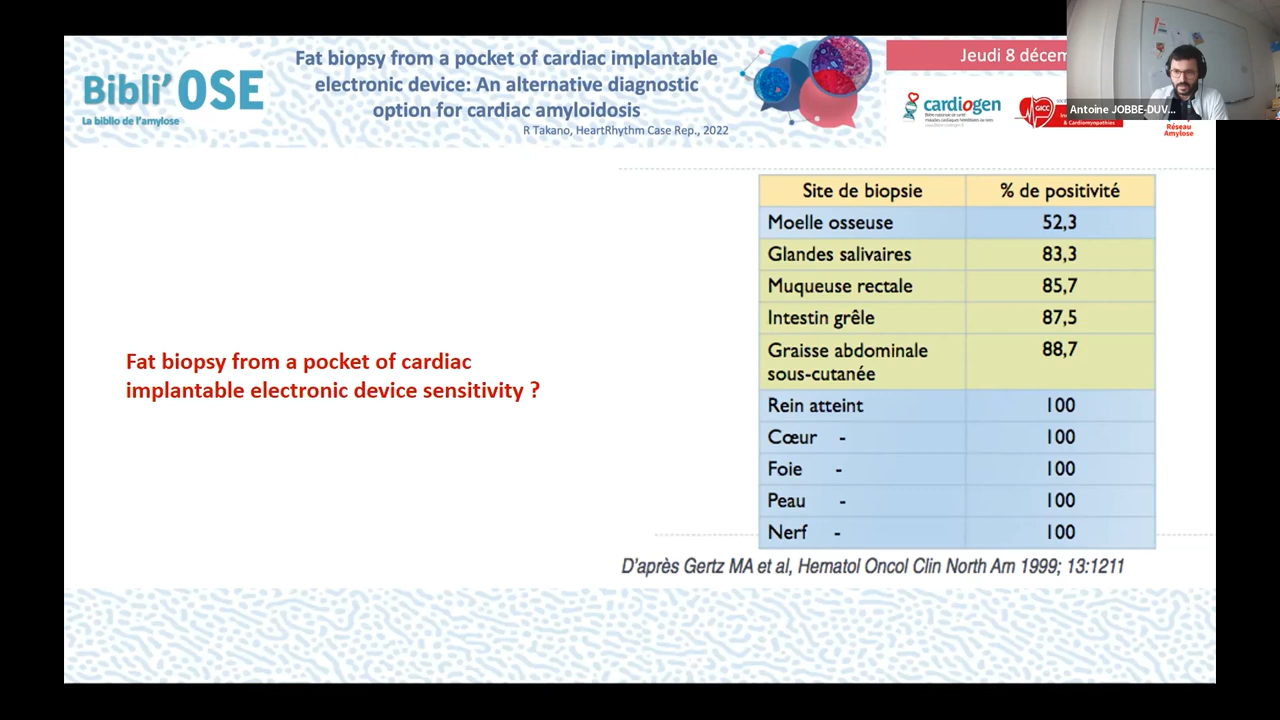 Bibli'OSE
La biblio de l'amylose
Fat biopsy from a pocket of cardiac implantable
electronic device: An alternative diagnostic
option for cardiac amyloidosis
R Takano, HeartRhythm Case Rep., 2022
Jeudi 8 décem
cardiogen
GICC
& Cardiomyopathies
Réseau
Amylose
Antoine JOBBE-DUV...
Site de biopsie % de positivité
Moelle osseuse 52,3
Glandes salivaires 83,3
Muqueuse rectale 85,7
Intestin grêle 87,5
Graisse abdominale 88,7
sous-cutanée
Rein atteint 100
Cœur - 100
Foie - 100
Peau - 100
Nerf - 100
Fat biopsy from a pocket of cardiac
implantable electronic device sensitivity ?
D'après Gertz MA et al, Hematol Oncol Clin North Am 1999; 13:1211